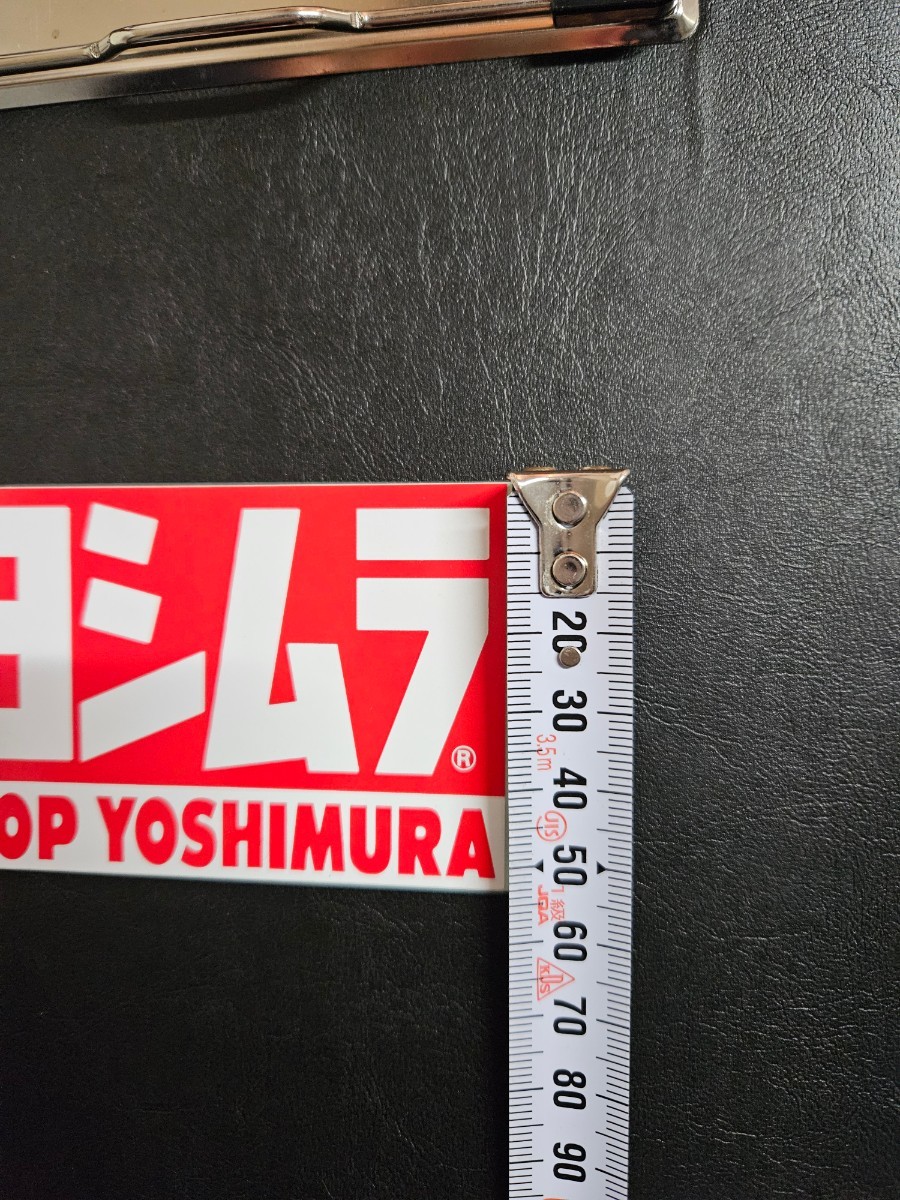 ヨシムラ
®
OP YOSHIMURA
20
30
3.5m
40
JIS
50
1級
JQA
60
KDS
70
80
90